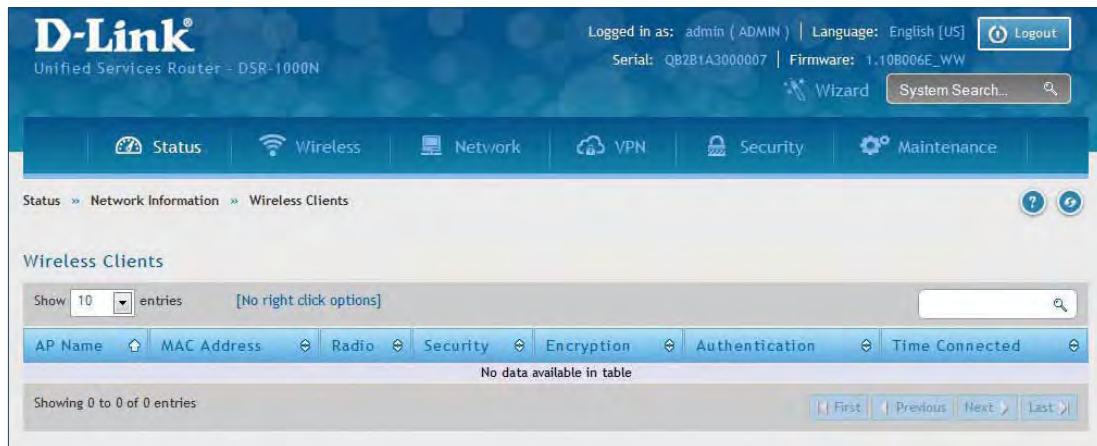 D-Link
Logged in as: admin ( ADMIN ) | Language: English [US] Logout
Unified Services Router - DSR-1000N
Serial: QB2B1A3000007 | Firmware: 1.10B006E_WW
Wizard System Search...
Status Wireless Network VPN Security Maintenance
Status » Network Information » Wireless Clients
Wireless Clients
Show 10 entries [No right click options]
AP Name MAC Address Radio Security Encryption Authentication Time Connected
No data available in table
Showing 0 to 0 of 0 entries
First Previous Next Last